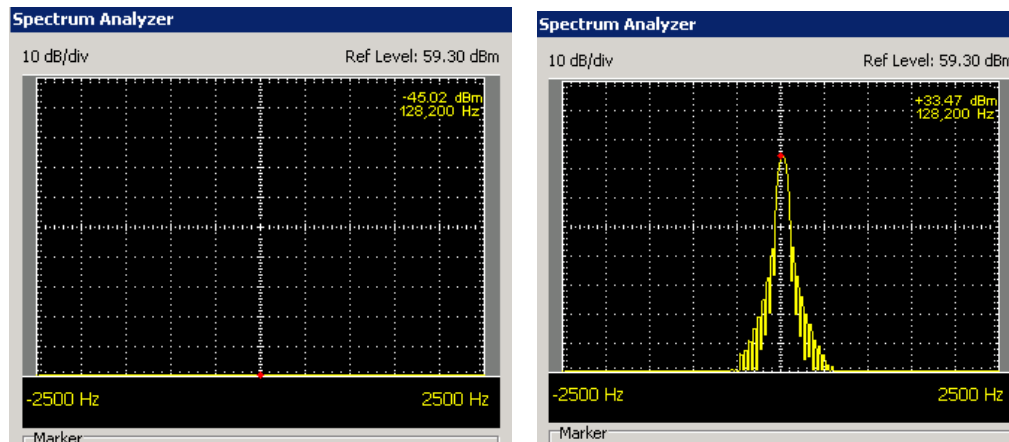 Spectrum Analyzer
10 dB/div Ref Level: 59.30 dBm
-45.02 dBm
128,200 Hz
-2500 Hz 2500 Hz
Marker
Spectrum Analyzer
10 dB/div Ref Level: 59.30 dBm
+33.47 dBm
128,200 Hz
-2500 Hz 2500 Hz
Marker